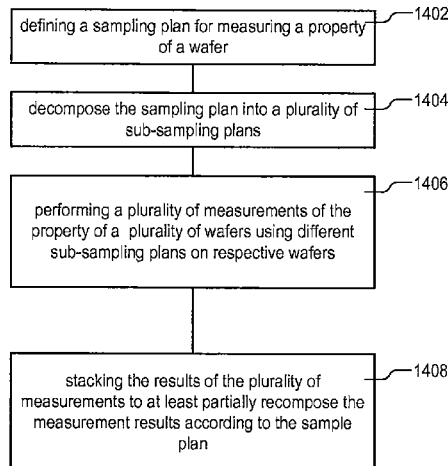 1402
defining a sampling plan for measuring a property
of a wafer
1404
decompose the sampling plan into a plurality of
sub-sampling plans
1406
performing a plurality of measurements of the
property of a plurality of wafers using different
sub-sampling plans on respective wafers
1408
stacking the results of the plurality of
measurements to at least partially recompose the
measurement results according to the sample
plan